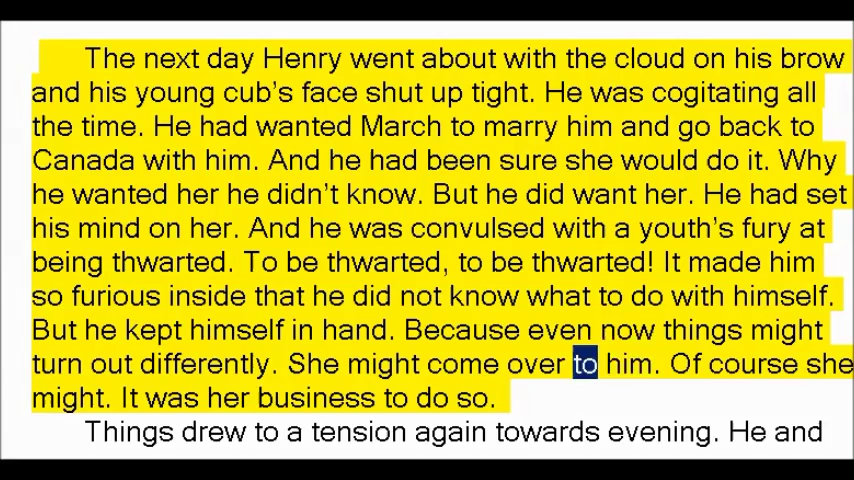 The next day Henry went about with the cloud on his brow
and his young cub's face shut up tight. He was cogitating all
the time. He had wanted March to marry him and go back to
Canada with him. And he had been sure she would do it. Why
he wanted her he didn't know. But he did want her. He had set
his mind on her. And he was convulsed with a youth's fury at
being thwarted. To be thwarted, to be thwarted! It made him
so furious inside that he did not know what to do with himself.
But he kept himself in hand. Because even now things might
turn out differently. She might come over to him. Of course she
might. It was her business to do so.
Things drew to a tension again towards evening. He and